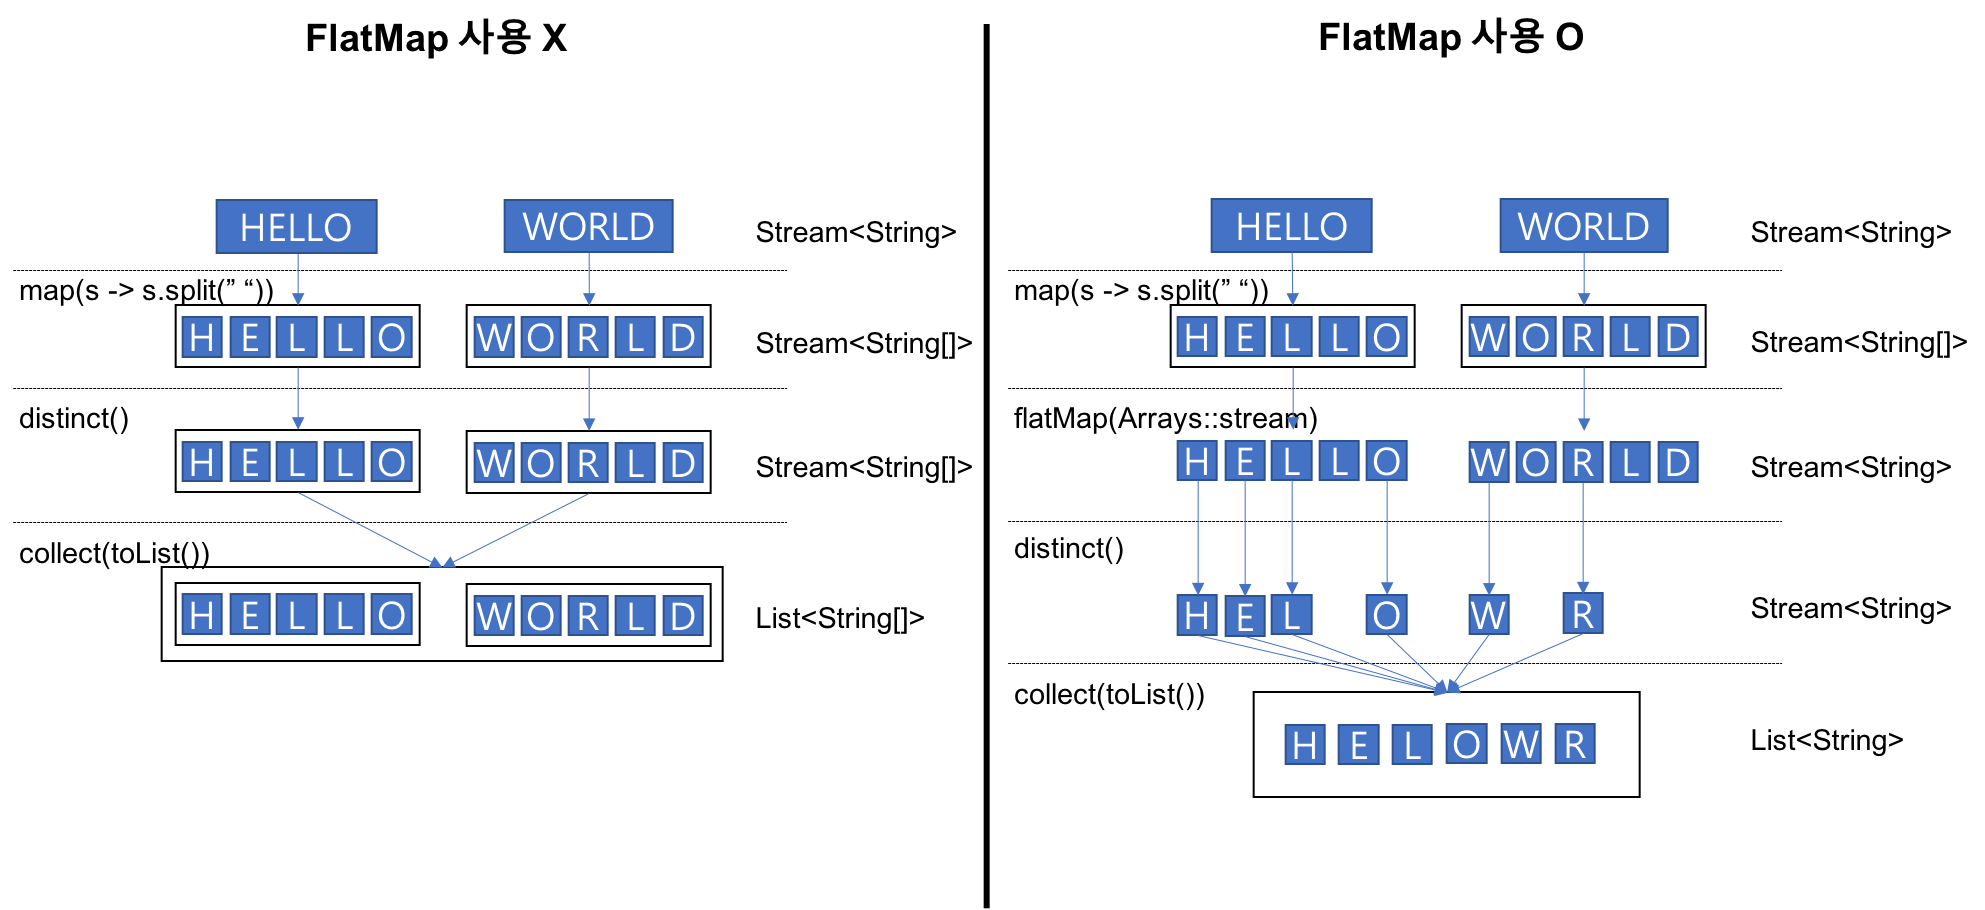 FlatMap 사용 X
HELLO WORLD Stream<String>
map(s -> s.split(” “))
H E L L O W O R L D Stream<String[]>
distinct()
H E L L O W O R L D Stream<String[]>
collect(toList())
H E L L O W O R L D List<String[]>
FlatMap 사용 O
HELLO WORLD Stream<String>
map(s -> s.split(” “))
H E L L O W O R L D Stream<String[]>
flatMap(Arrays::stream)
H E L L O W O R L D Stream<String>
distinct()
H E L O W R Stream<String>
collect(toList())
H E L O W R List<String>